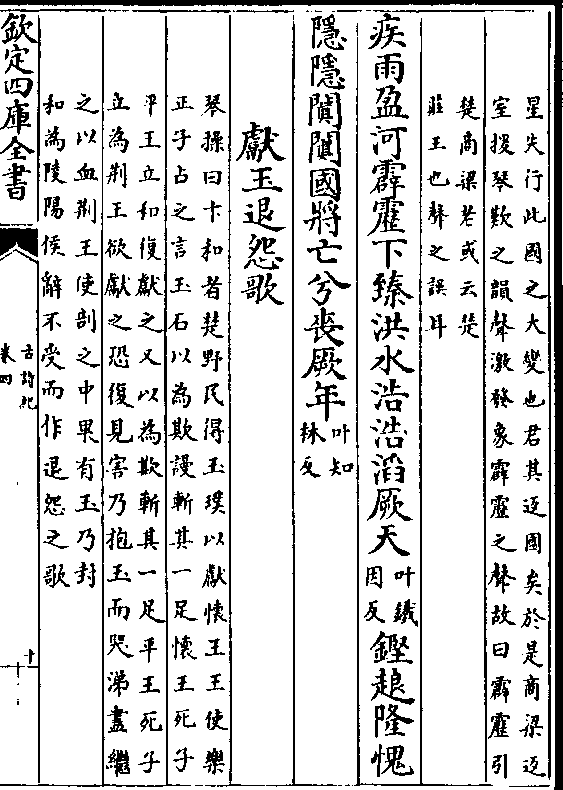 星失行此國之大變也君其返國矣於是商梁返
室援琴歎之韻聲激發象霹靂之聲故曰霹靂引
楚商梁者或云楚
莊王也聲之誤耳
疾雨盈河霹靂下臻洪水浩浩滔厥天叶鐵因反鏗隆愧
隱隱闐闐國將亡兮喪厥年叶知林反
獻玉退怨歌
琴操曰卞和者楚野民得玉璞以獻懷王王使樂
正子占之言玉石以為欺謾斬其一足懷王死子
平王立和復獻之又以為欺斬其一足平王死子
立為荆王欲獻之恐復見害乃抱玉而哭涕盡繼
之以血荆王使剖之中果有玉乃封
和為陵陽侯辭不受而作退怨之歌
欽定四庫全書
古詩紀
卷四
十